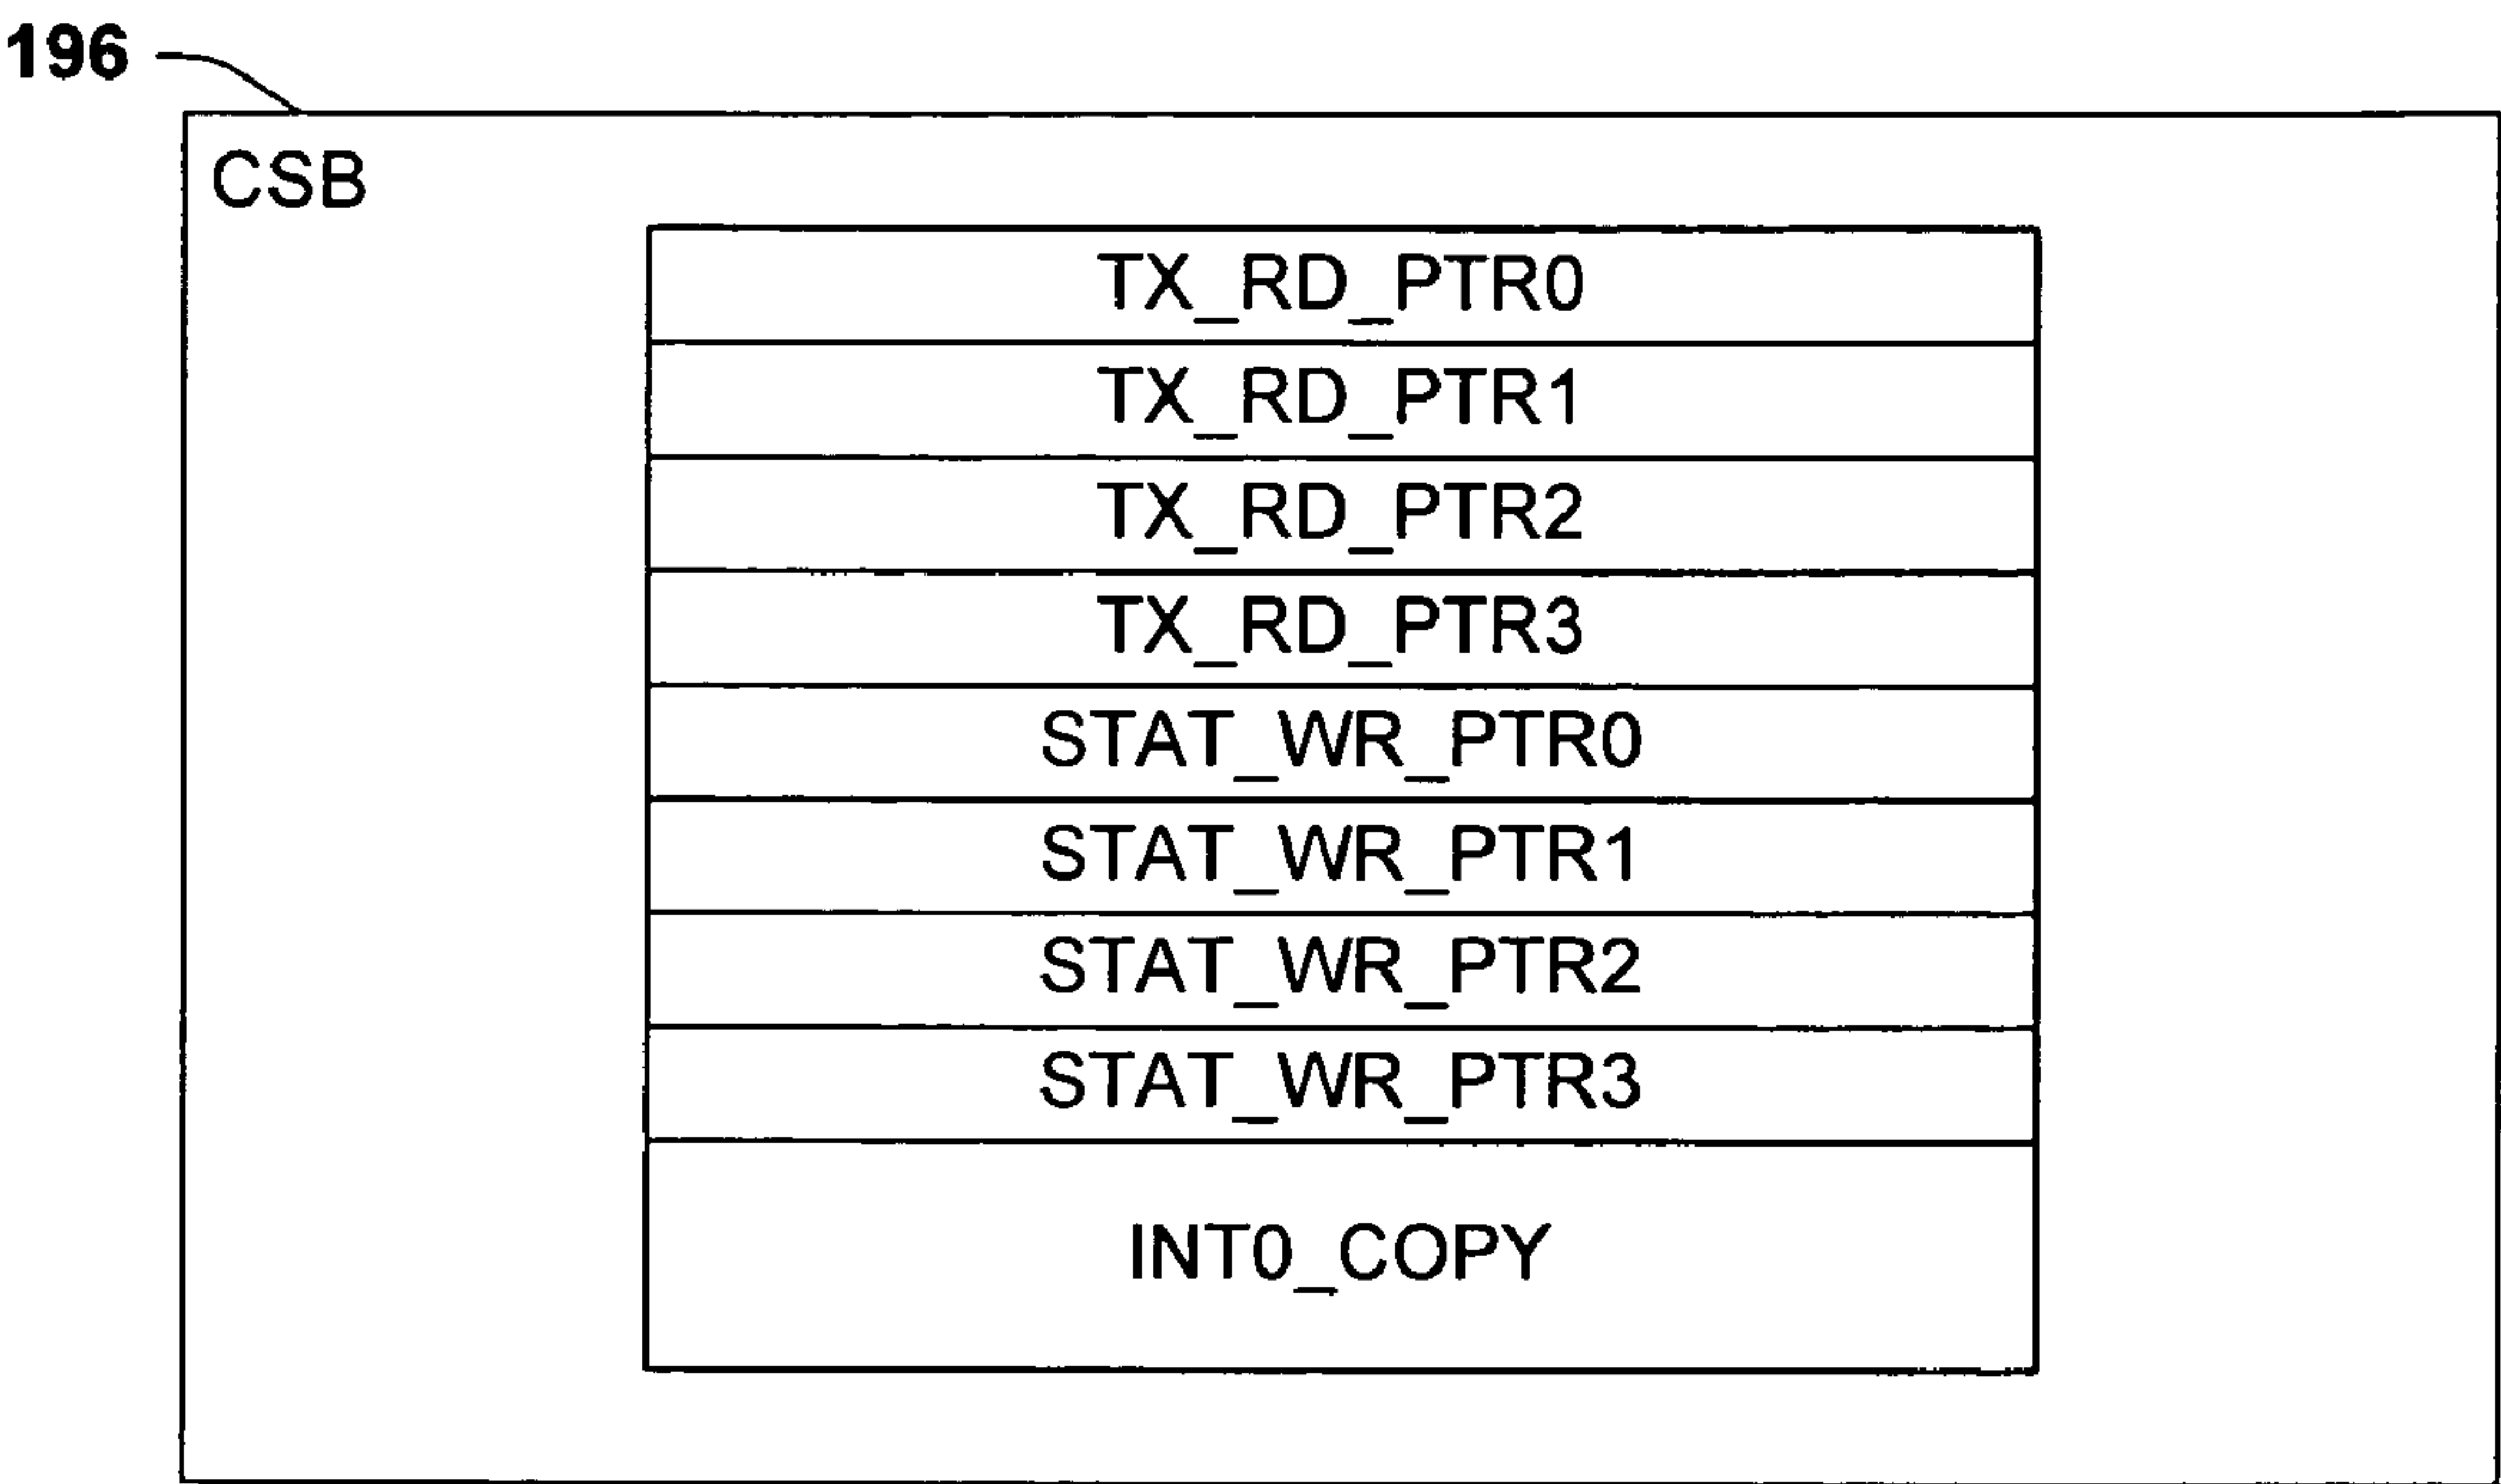 196
CSB
TX_RD_PTR0
TX_RD_PTR1
TX_RD_PTR2
TX_RD_PTR3
STAT_WR_PTR0
STAT_WR_PTR1
STAT_WR_PTR2
STAT_WR_PTR3
INT0_COPY